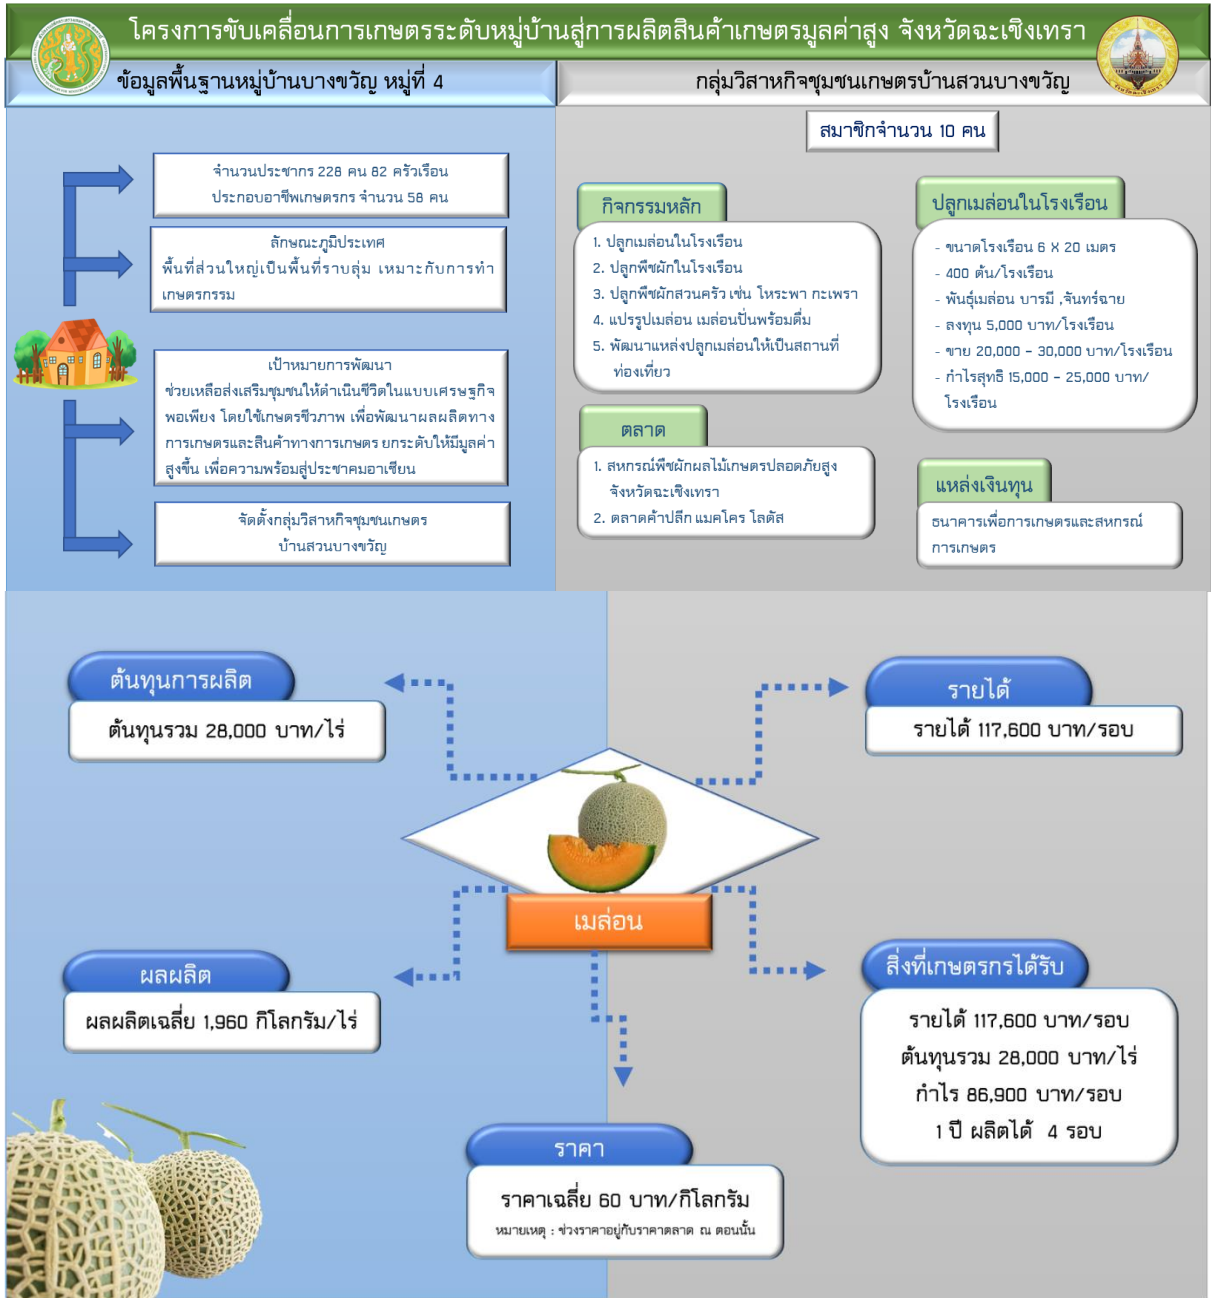 โครงการขับเคลื่อนการเกษตรระดับหมู่บ้านสู่การผลิตสินค้าเกษตรมูลค่าสูง จังหวัดฉะเชิงเทรา
ข้อมูลพื้นฐานหมู่บ้านบางขวัญ หมู่ที่ 4
จำนวนประชากร 228 คน 82 ครัวเรือน
ประกอบอาชีพเกษตรกร จำนวน 58 คน
ลักษณะภูมิประเทศ
พื้นที่ส่วนใหญ่เป็นพื้นที่ราบลุ่ม เหมาะกับการทำ
เกษตรกรรม
เป้าหมายการพัฒนา
ช่วยเหลือส่งเสริมชุมชนให้ดำเนินชีวิตในแบบเศรษฐกิจ
พอเพียง โดยใช้เกษตรชีวภาพ เพื่อพัฒนาผลผลิตทาง
การเกษตรและสินค้าทางการเกษตร ยกระดับให้มีมูลค่า
สูงขึ้น เพื่อความพร้อมสู่ประชาคมอาเซียน
จัดตั้งกลุ่มวิสาหกิจชุมชนเกษตร
บ้านสวนบางขวัญ
กลุ่มวิสาหกิจชุมชนเกษตรบ้านสวนบางขวัญ
สมาชิกจำนวน 10 คน
กิจกรรมหลัก
1. ปลูกเมล่อนในโรงเรือน
2. ปลูกพืชผักในโรงเรือน
3. ปลูกพืชผักสวนครัว เช่น โหระพา กะเพรา
4. แปรรูปเมล่อน เมล่อนปั่นพร้อมดื่ม
5. พัฒนาแหล่งปลูกเมล่อนให้เป็นสถานที่
ท่องเที่ยว
ตลาด
1. สหกรณ์พืชผักผลไม้เกษตรปลอดภัยสูง
จังหวัดฉะเชิงเทรา
2. ตลาดค้าปลีก แมคโคร โลตัส
ปลูกเมล่อนในโรงเรือน
- ขนาดโรงเรือน 6 X 20 เมตร
- 400 ต้น/โรงเรือน
- พันธุ์เมล่อน บารมี ,จันทร์ฉาย
- ลงทุน 5,000 บาท/โรงเรือน
- ขาย 20,000 - 30,000 บาท/โรงเรือน
- กำไรสุทธิ 15,000 - 25,000 บาท/
โรงเรือน
แหล่งเงินทุน
ธนาคารเพื่อการเกษตรและสหกรณ์
การเกษตร
ต้นทุนการผลิต
ต้นทุนรวม 28,000 บาท/ไร่
รายได้
รายได้ 117,600 บาท/รอบ
เมล่อน
ผลผลิต
ผลผลิตเฉลี่ย 1,960 กิโลกรัม/ไร่
สิ่งที่เกษตรกรได้รับ
รายได้ 117,600 บาท/รอบ
ต้นทุนรวม 28,000 บาท/ไร่
กำไร 86,900 บาท/รอบ
1 ปี ผลิตได้ 4 รอบ
ราคา
ราคาเฉลี่ย 60 บาท/กิโลกรัม
หมายเหตุ : ช่วงราคาอยู่กับราคาตลาด ณ ตอนนั้น